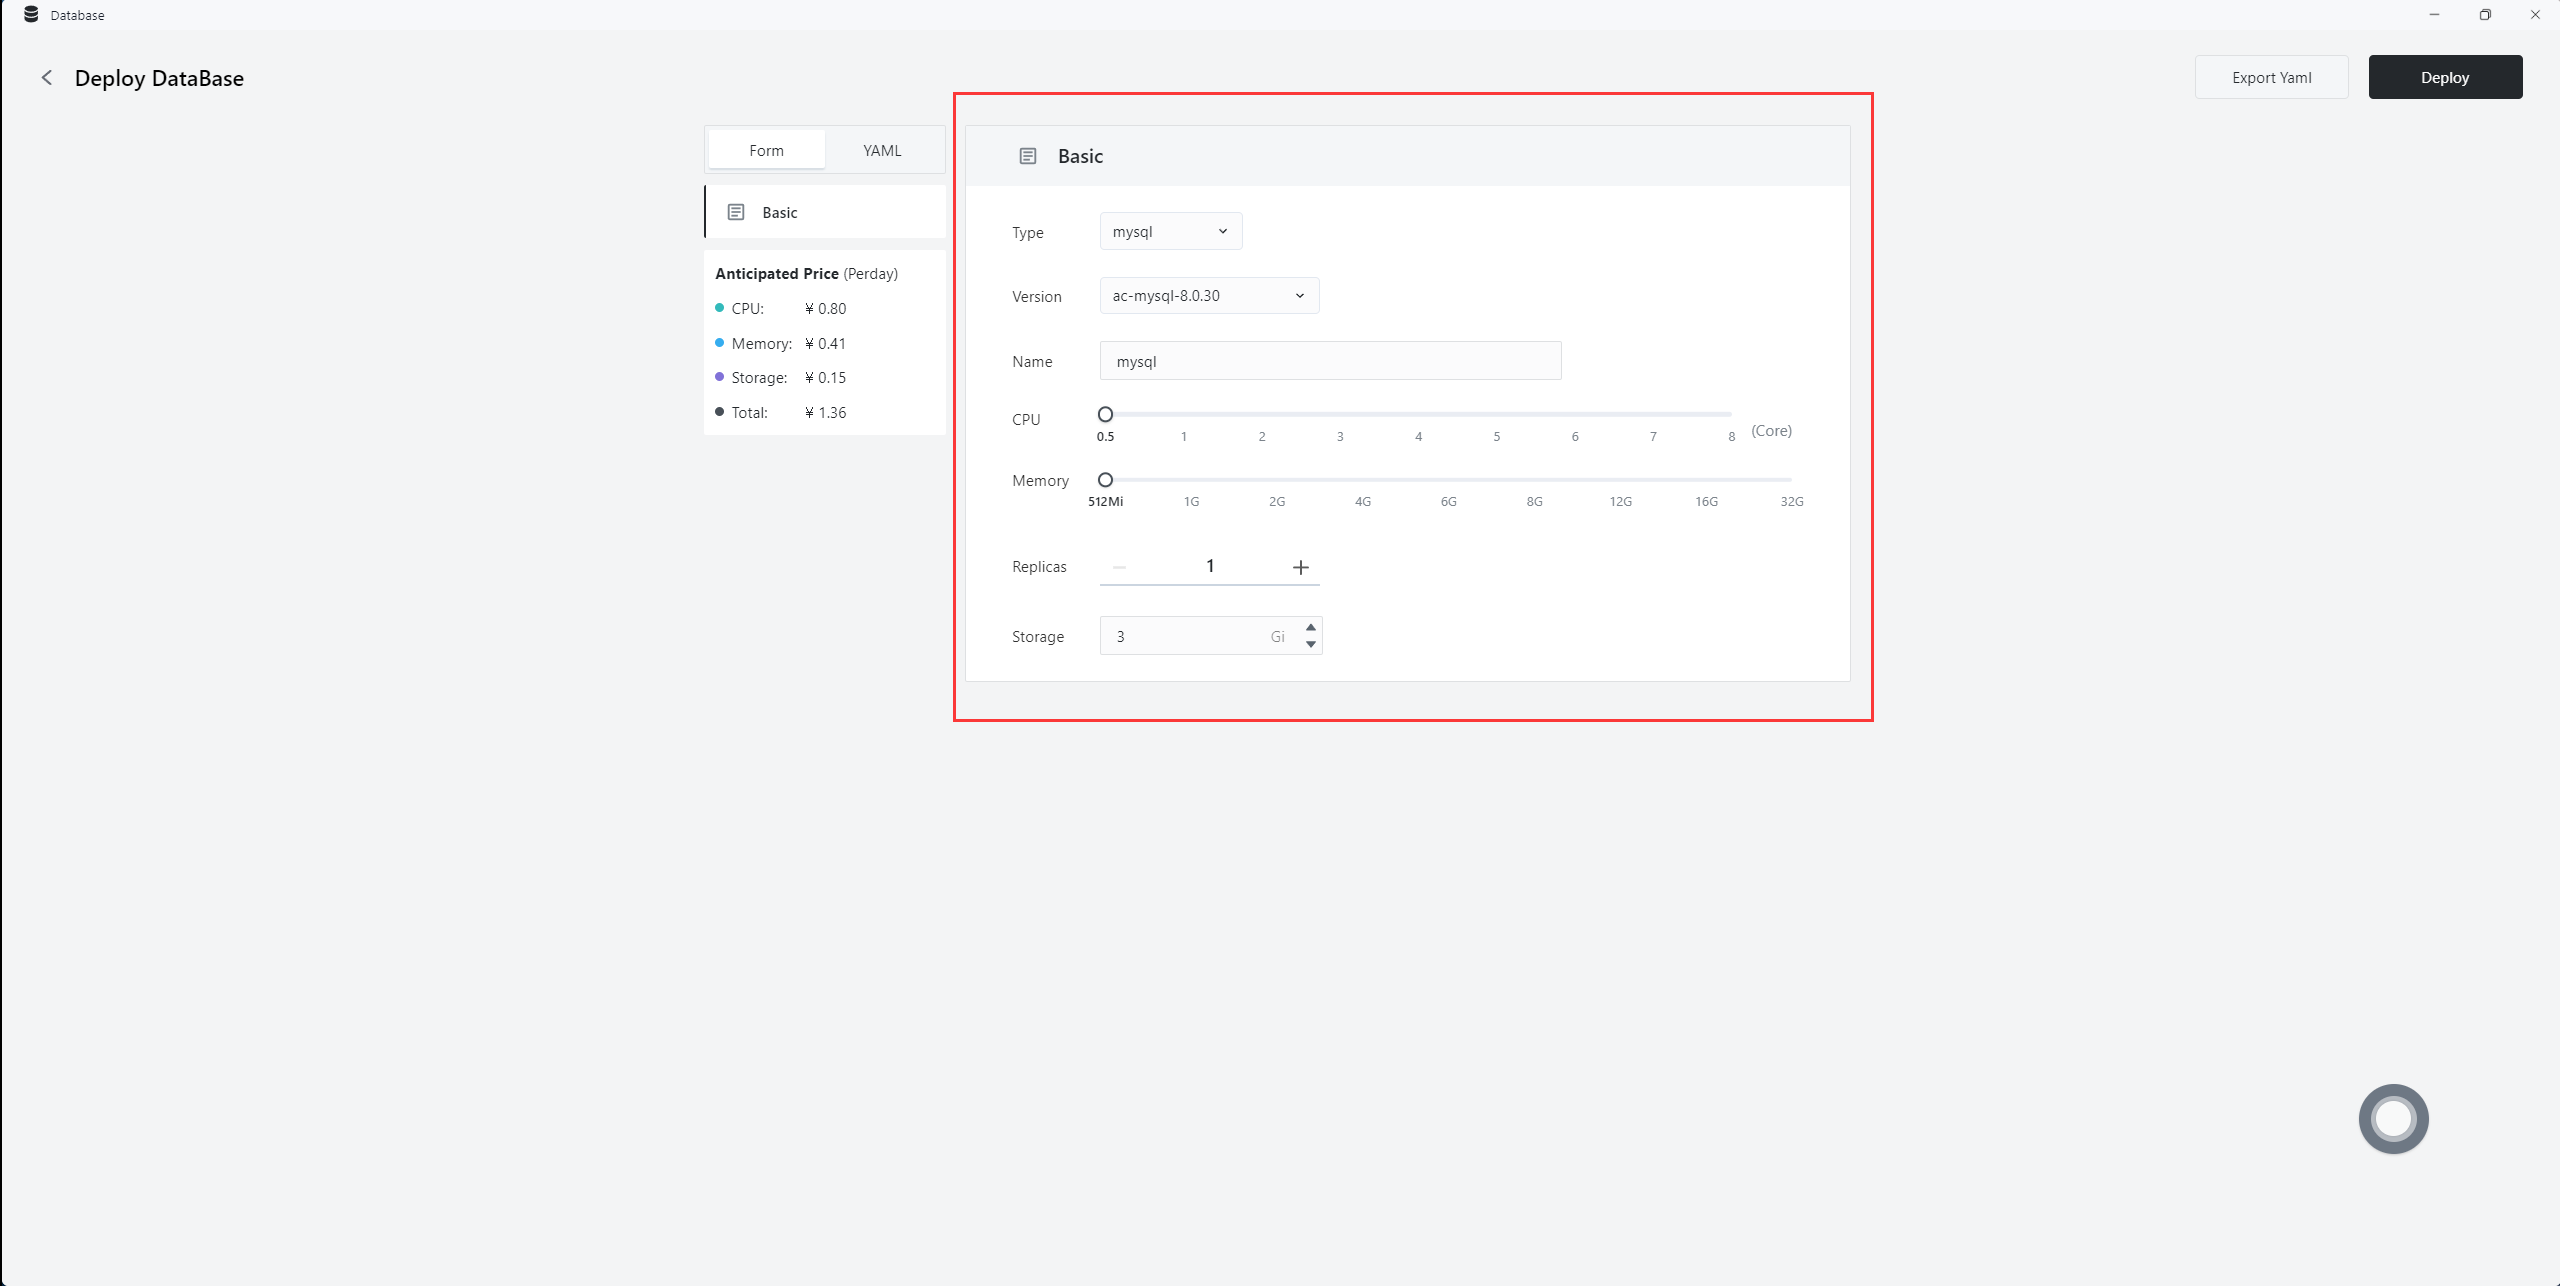 Database
Deploy DataBase
Export Yaml
Deploy
Form
YAML
Basic
Anticipated Price (Perday)
CPU: ¥ 0.80
Memory: ¥ 0.41
Storage: ¥ 0.15
Total: ¥ 1.36
Basic
Type mysql
Version ac-mysql-8.0.30
Name mysql
CPU
0.5 1 2 3 4 5 6 7 8 (Core)
Memory
512Mi 1G 2G 4G 6G 8G 12G 16G 32G
Replicas 1
Storage 3 Gi